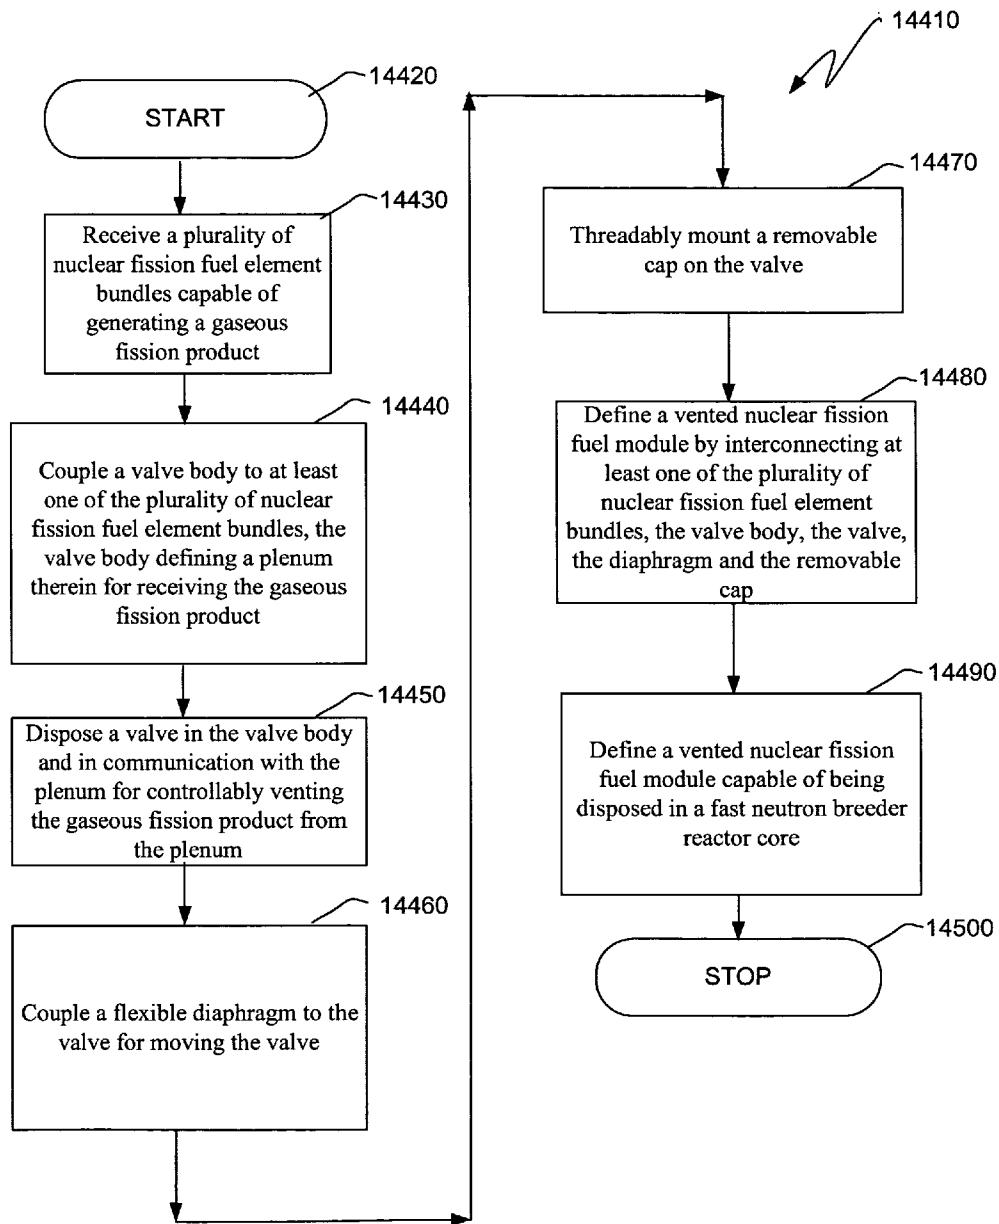 14410
14420
START
14430
Receive a plurality of
nuclear fission fuel element
bundles capable of
generating a gaseous
fission product
14440
Couple a valve body to at least
one of the plurality of nuclear
fission fuel element bundles, the
valve body defining a plenum
therein for receiving the gaseous
fission product
14450
Dispose a valve in the valve body
and in communication with the
plenum for controllably venting
the gaseous fission product from
the plenum
14460
Couple a flexible diaphragm to the
valve for moving the valve
14470
Threadably mount a removable
cap on the valve
14480
Define a vented nuclear fission
fuel module by interconnecting at
least one of the plurality of
nuclear fission fuel element
bundles, the valve body, the valve,
the diaphragm and the removable
cap
14490
Define a vented nuclear fission
fuel module capable of being
disposed in a fast neutron breeder
reactor core
14500
STOP